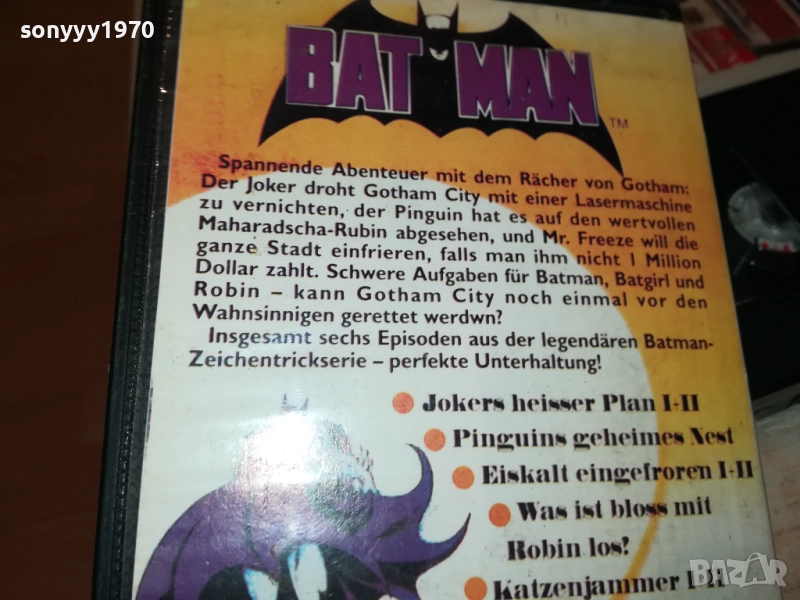 sonyyy1970
BAT MAN
TM
Spannende Abenteuer mit dem Rächer von Gotham:
Der Joker droht Gotham City mit einer Lasermaschine
zu vernichten, der Pinguin hat es auf den wertvollen
Maharadscha-Rubin abgesehen, und Mr. Freeze will die
ganze Stadt einfrieren, falls man ihm nicht 1 Million
Dollar zahlt. Schwere Aufgaben für Batman, Batgirl und
Robin – kann Gotham City noch einmal vor den
Wahnsinnigen gerettet werdwn?
Insgesamt sechs Episoden aus der legendären Batman-
Zeichentrickserie – perfekte Unterhaltung!
Jokers heisser Plan I+II
Pinguins geheimes Nest
Eiskalt eingefroren I+II
Was ist bloss mit
Robin los?
Katzenjammer I+II
BAZAR
bg